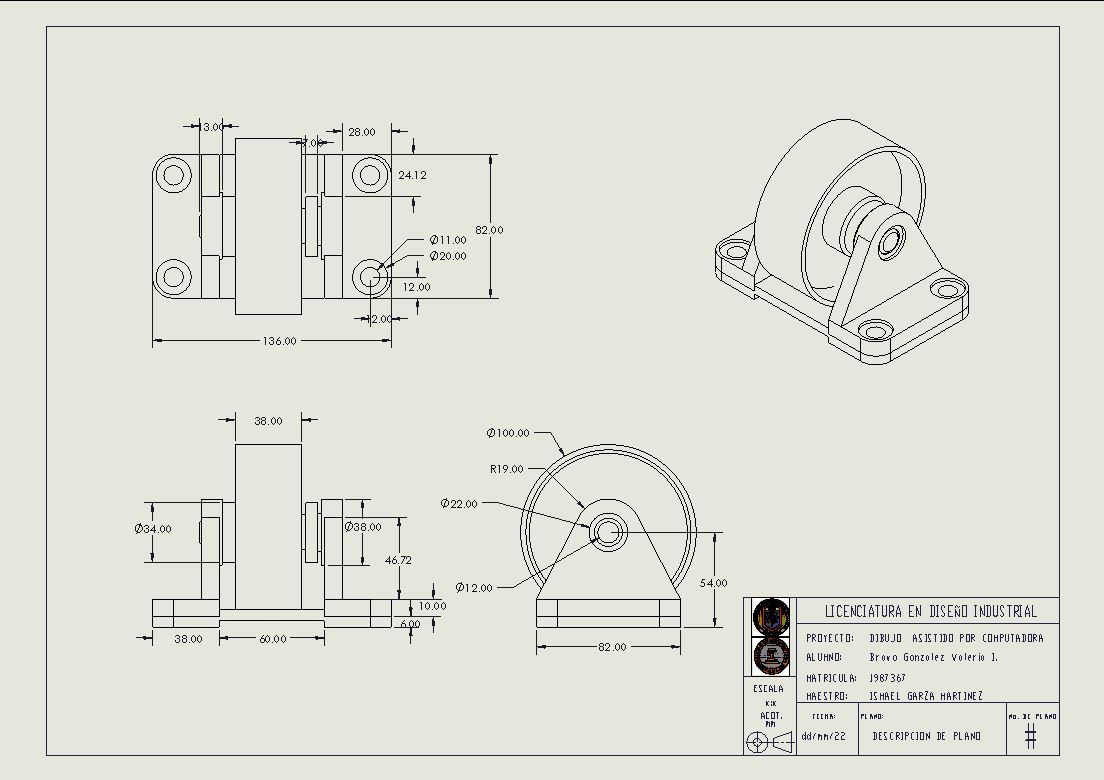 13.00
7.00
28.00
24.12
82.00
Ø11.00
Ø20.00
12.00
12.00
136.00
38.00
Ø34.00
Ø38.00
46.72
10.00
6.00
38.00
60.00
Ø100.00
R19.00
Ø22.00
Ø12.00
54.00
82.00
LICENCIATURA EN DISEñO INDUSTRIAL
PROYECTO: DIBUJO ASISTIDO POR COMPUTADORA
ALUMNO: Bravo Gonzalez Valeria I.
MATRICULA: 1987367
MAESTRO: ISMAEL GARZA MARTINEZ
ESCALA
X:X
ACOT.
MM
FECHA:
dd/mm/22
PLANO:
DESCRIPCION DE PLANO
No. DE PLANO
#